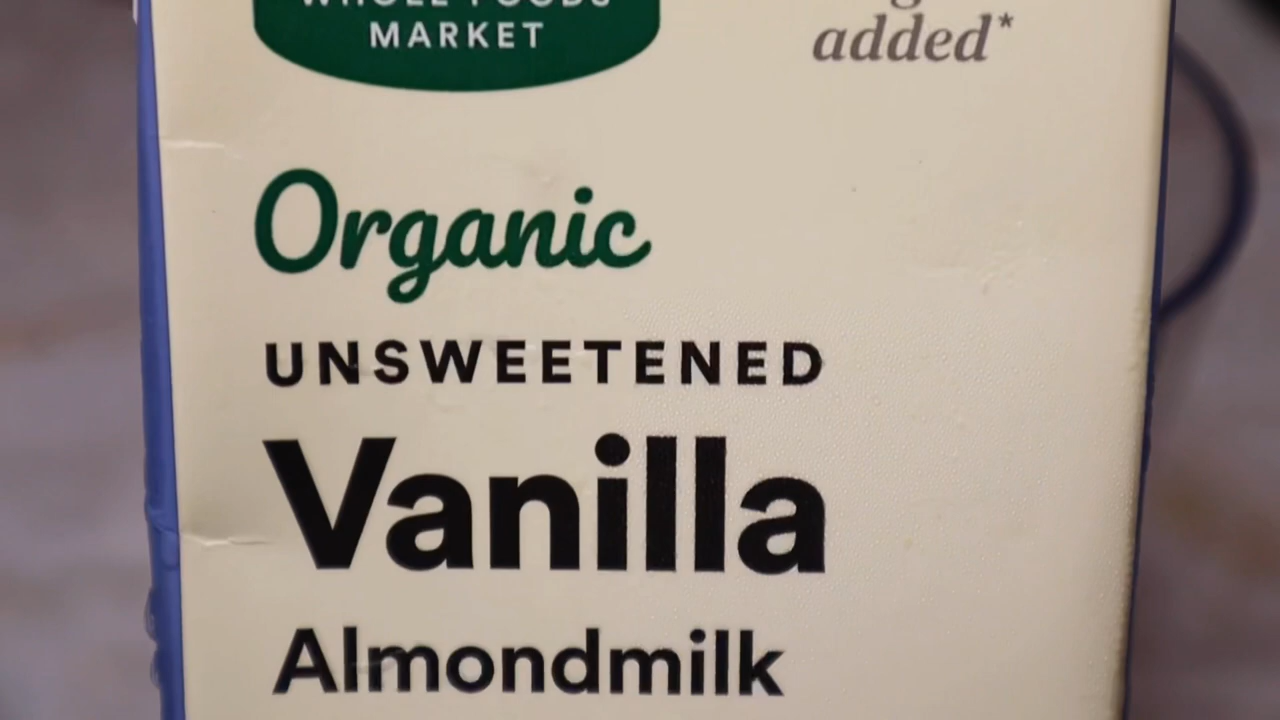 WHOLE FOODS
MARKET
added*
Organic
UNSWEETENED
Vanilla
Almondmilk